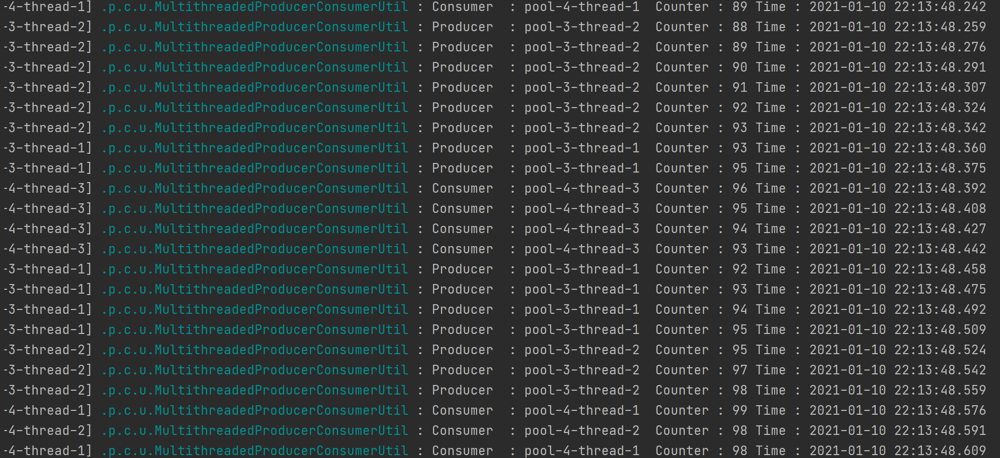 -4-thread-1] .p.c.u.MultithreadedProducerConsumerUtil : Consumer  : pool-4-thread-1  Counter : 89 Time : 2021-01-10 22:13:48.242
-3-thread-2] .p.c.u.MultithreadedProducerConsumerUtil : Producer  : pool-3-thread-2  Counter : 88 Time : 2021-01-10 22:13:48.259
-3-thread-2] .p.c.u.MultithreadedProducerConsumerUtil : Producer  : pool-3-thread-2  Counter : 89 Time : 2021-01-10 22:13:48.276
-3-thread-2] .p.c.u.MultithreadedProducerConsumerUtil : Producer  : pool-3-thread-2  Counter : 90 Time : 2021-01-10 22:13:48.291
-3-thread-2] .p.c.u.MultithreadedProducerConsumerUtil : Producer  : pool-3-thread-2  Counter : 91 Time : 2021-01-10 22:13:48.307
-3-thread-2] .p.c.u.MultithreadedProducerConsumerUtil : Producer  : pool-3-thread-2  Counter : 92 Time : 2021-01-10 22:13:48.324
-3-thread-2] .p.c.u.MultithreadedProducerConsumerUtil : Producer  : pool-3-thread-2  Counter : 93 Time : 2021-01-10 22:13:48.342
-3-thread-1] .p.c.u.MultithreadedProducerConsumerUtil : Producer  : pool-3-thread-1  Counter : 93 Time : 2021-01-10 22:13:48.360
-3-thread-1] .p.c.u.MultithreadedProducerConsumerUtil : Producer  : pool-3-thread-1  Counter : 95 Time : 2021-01-10 22:13:48.375
-4-thread-3] .p.c.u.MultithreadedProducerConsumerUtil : Consumer  : pool-4-thread-3  Counter : 96 Time : 2021-01-10 22:13:48.392
-4-thread-3] .p.c.u.MultithreadedProducerConsumerUtil : Consumer  : pool-4-thread-3  Counter : 95 Time : 2021-01-10 22:13:48.408
-4-thread-3] .p.c.u.MultithreadedProducerConsumerUtil : Consumer  : pool-4-thread-3  Counter : 94 Time : 2021-01-10 22:13:48.427
-4-thread-3] .p.c.u.MultithreadedProducerConsumerUtil : Consumer  : pool-4-thread-3  Counter : 93 Time : 2021-01-10 22:13:48.442
-3-thread-1] .p.c.u.MultithreadedProducerConsumerUtil : Producer  : pool-3-thread-1  Counter : 92 Time : 2021-01-10 22:13:48.458
-3-thread-1] .p.c.u.MultithreadedProducerConsumerUtil : Producer  : pool-3-thread-1  Counter : 93 Time : 2021-01-10 22:13:48.475
-3-thread-1] .p.c.u.MultithreadedProducerConsumerUtil : Producer  : pool-3-thread-1  Counter : 94 Time : 2021-01-10 22:13:48.492
-3-thread-1] .p.c.u.MultithreadedProducerConsumerUtil : Producer  : pool-3-thread-1  Counter : 95 Time : 2021-01-10 22:13:48.509
-3-thread-2] .p.c.u.MultithreadedProducerConsumerUtil : Producer  : pool-3-thread-2  Counter : 95 Time : 2021-01-10 22:13:48.524
-3-thread-2] .p.c.u.MultithreadedProducerConsumerUtil : Producer  : pool-3-thread-2  Counter : 97 Time : 2021-01-10 22:13:48.542
-3-thread-2] .p.c.u.MultithreadedProducerConsumerUtil : Producer  : pool-3-thread-2  Counter : 98 Time : 2021-01-10 22:13:48.559
-4-thread-1] .p.c.u.MultithreadedProducerConsumerUtil : Consumer  : pool-4-thread-1  Counter : 99 Time : 2021-01-10 22:13:48.576
-4-thread-2] .p.c.u.MultithreadedProducerConsumerUtil : Consumer  : pool-4-thread-2  Counter : 98 Time : 2021-01-10 22:13:48.591
-4-thread-1] .p.c.u.MultithreadedProducerConsumerUtil : Consumer  : pool-4-thread-1  Counter : 98 Time : 2021-01-10 22:13:48.609